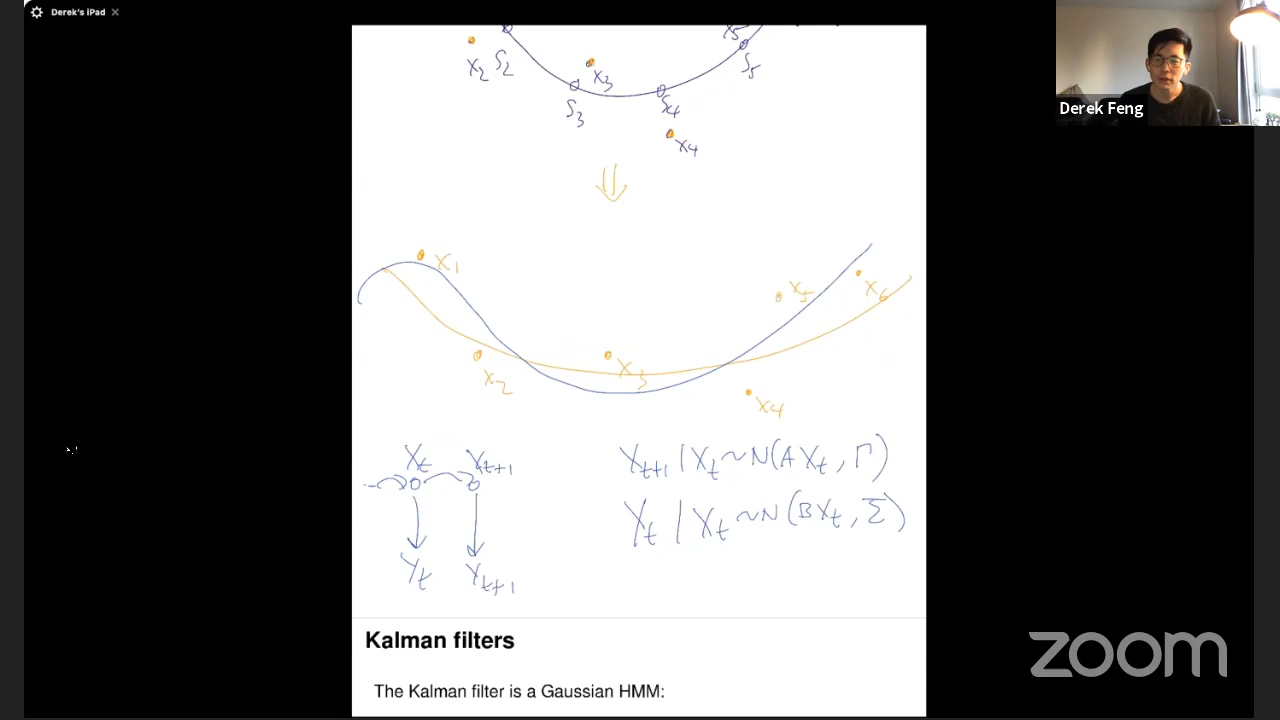 Derek's iPad
Derek Feng
X5
X2 S2
X3
S5
S3
S4
X4
X1
X5
X6
X2
X3
X4
Xt Xt+1
Yt Yt+1
Xt+1 | Xt ~ N(AXt, Γ)
Yt | Xt ~ N(BXt, Σ)
Kalman filters
The Kalman filter is a Gaussian HMM:
zoom